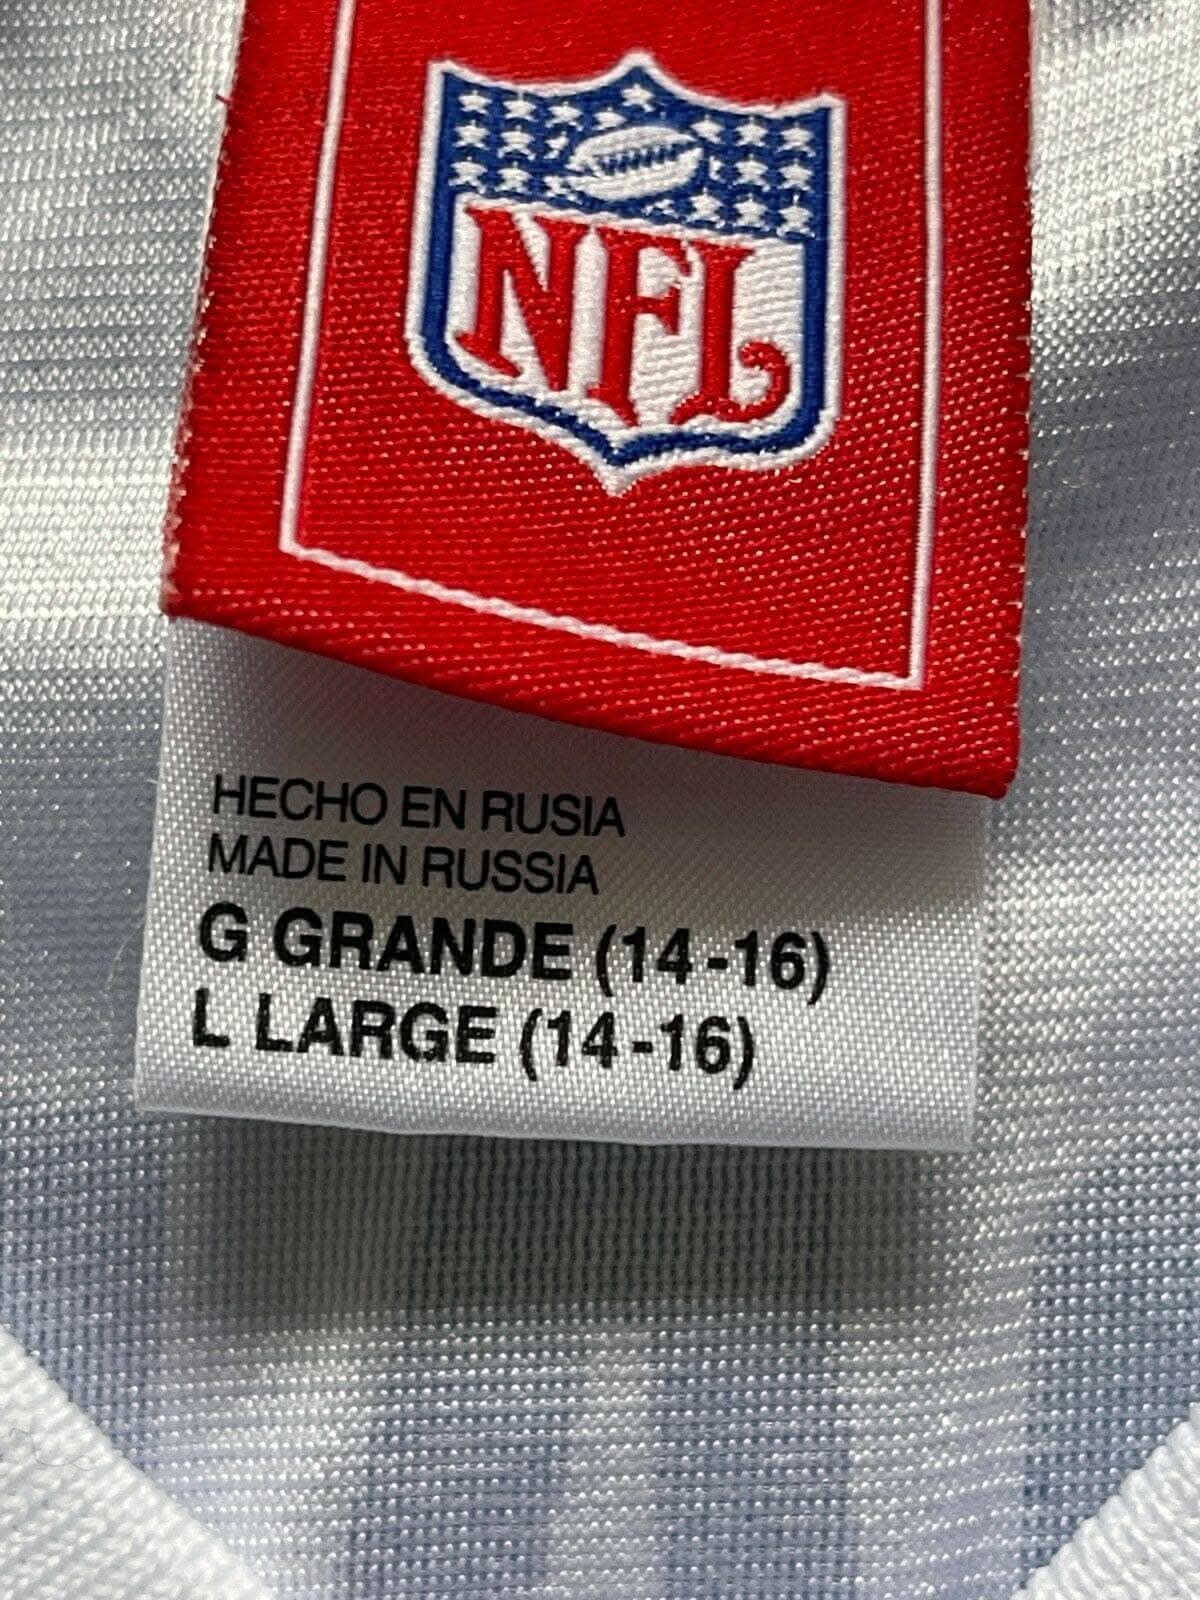 NFL
HECHO EN RUSIA
MADE IN RUSSIA
G GRANDE (14-16)
L LARGE (14-16)